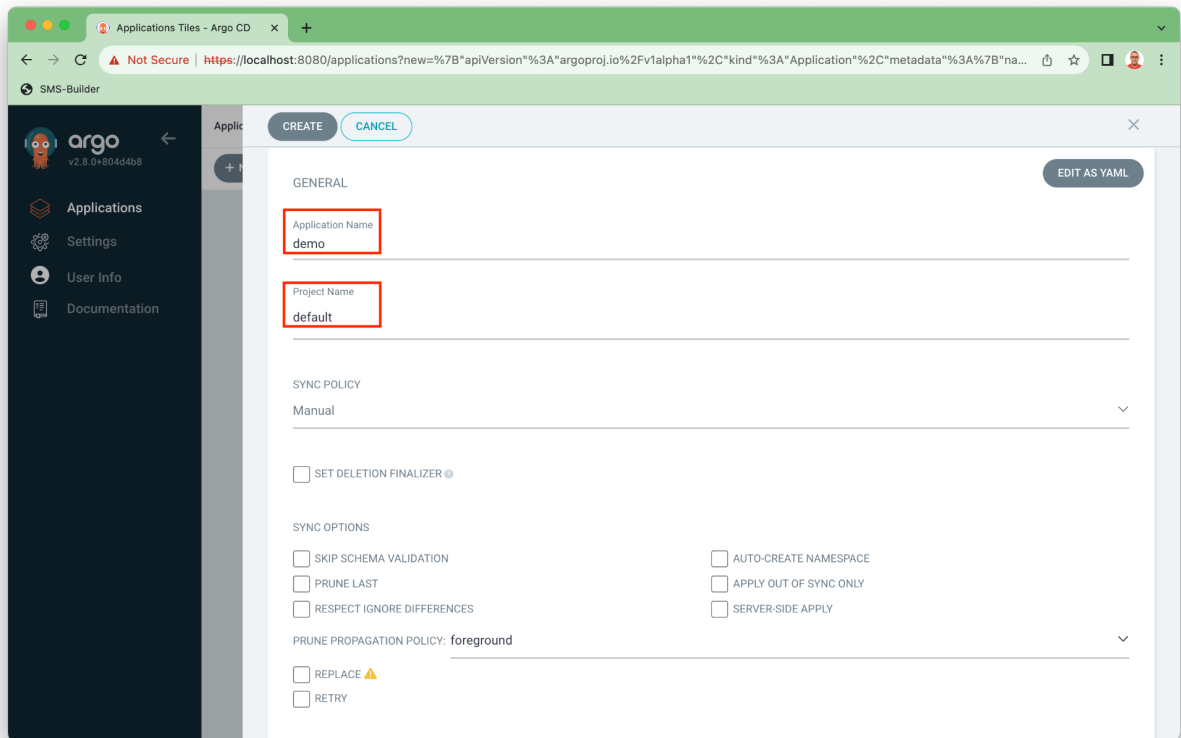 Applications Tiles - Argo CD
Not Secure | https://localhost:8080/applications?new=%7B"apiVersion"%3A"argoproj.io%2Fv1alpha1"%2C"kind"%3A"Application"%2C"metadata"%3A%7B"na...
SMS-Builder
argo
v2.8.0+804d4b8
Applications
Settings
User Info
Documentation
Applic
+ N
CREATE
CANCEL
EDIT AS YAML
GENERAL
Application Name
demo
Project Name
default
SYNC POLICY
Manual
SET DELETION FINALIZER
SYNC OPTIONS
SKIP SCHEMA VALIDATION
AUTO-CREATE NAMESPACE
PRUNE LAST
APPLY OUT OF SYNC ONLY
RESPECT IGNORE DIFFERENCES
SERVER-SIDE APPLY
PRUNE PROPAGATION POLICY: foreground
REPLACE
RETRY